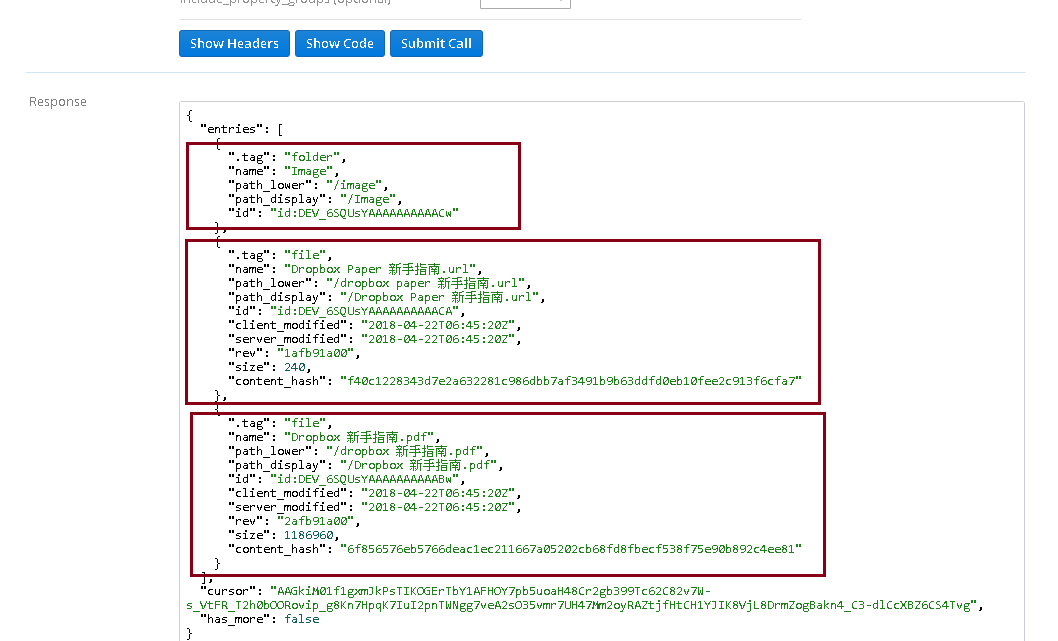 include_property_groups (optional)
Show Headers Show Code Submit Call
Response
{
"entries": [
{
".tag": "folder",
"name": "Image",
"path_lower": "/image",
"path_display": "/Image",
"id": "id:DEV_6SQUsYAAAAAAAAAACw"
},
{
".tag": "file",
"name": "Dropbox Paper 新手指南.url",
"path_lower": "/dropbox paper 新手指南.url",
"path_display": "/Dropbox Paper 新手指南.url",
"id": "id:DEV_6SQUsYAAAAAAAAAACA",
"client_modified": "2018-04-22T06:45:20Z",
"server_modified": "2018-04-22T06:45:20Z",
"rev": "1afb91a00",
"size": 240,
"content_hash": "f40c1228343d7e2a632281c986dbb7af3491b9b63ddfd0eb10fee2c913f6cfa7"
},
{
".tag": "file",
"name": "Dropbox 新手指南.pdf",
"path_lower": "/dropbox 新手指南.pdf",
"path_display": "/Dropbox 新手指南.pdf",
"id": "id:DEV_6SQUsYAAAAAAAAAABw",
"client_modified": "2018-04-22T06:45:20Z",
"server_modified": "2018-04-22T06:45:20Z",
"rev": "2afb91a00",
"size": 1186960,
"content_hash": "6f856576eb5766deac1ec211667a05202cb68fd8fbecf538f75e90b892c4ee81"
}
],
"cursor": "AAGkiM01f1gxmJkPsTIKOGErTbY1AFHOY7pb5uoaH48Cr2gb399Tc62C82v7W-
s_VtFR_T2h0bOORovip_g8Kn7HpqK7IuI2pnTWNgg7veA2sO35vmr7UH47Mm2oyRAZtjfHtCH1YJIK8VjL8DrmZogBakn4_C3-dlCcXBZ6CS4Tvg",
"has_more": false
}